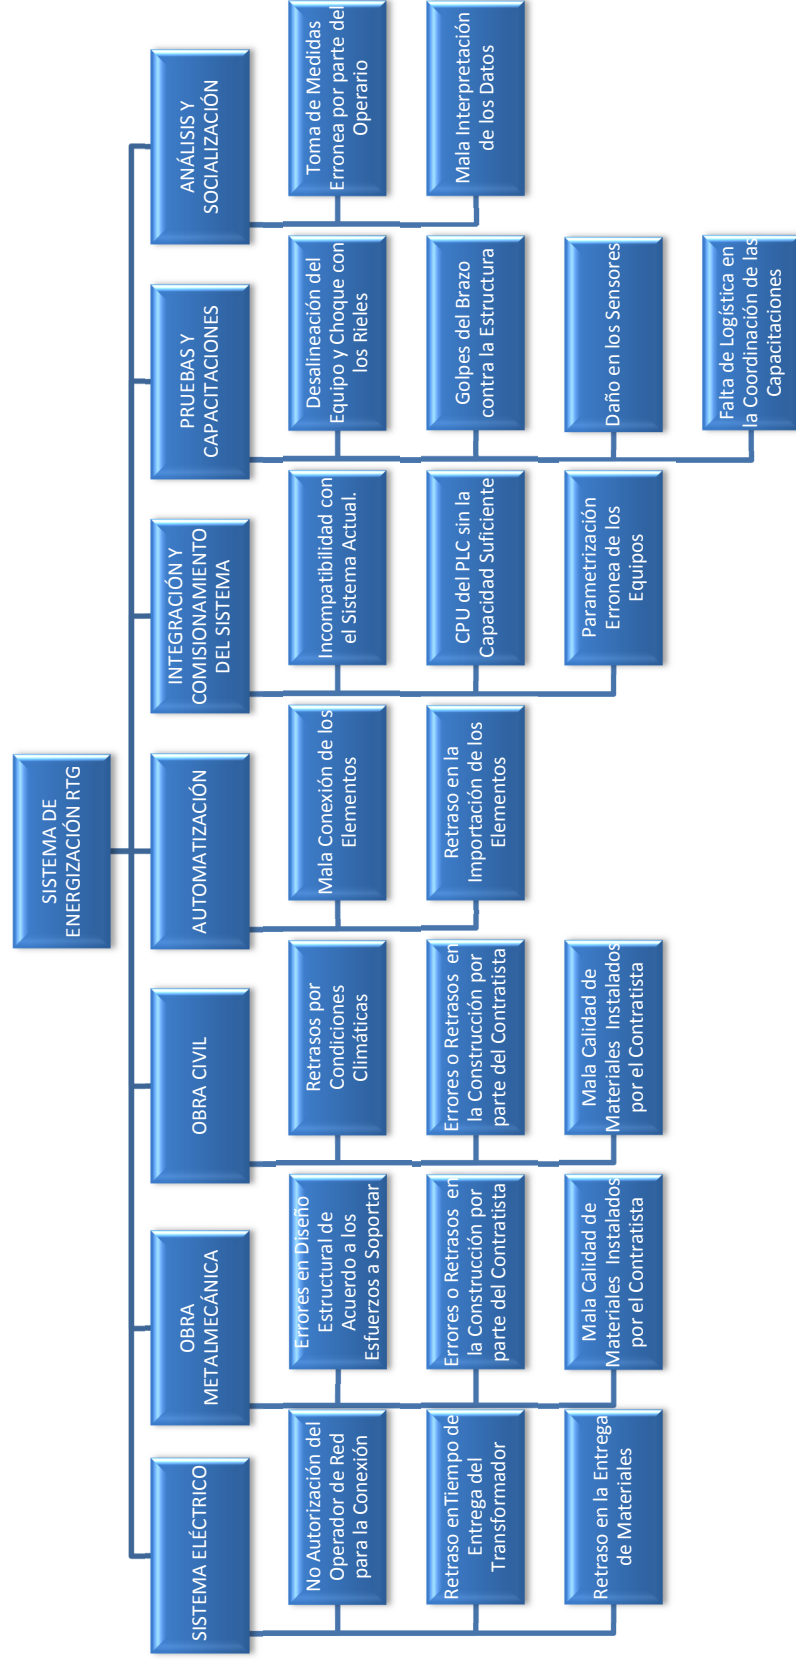 SISTEMA DE
ENERGIZACIÓN RTG
SISTEMA ELÉCTRICO
No Autorización del
Operador de Red
para la Conexión
Retraso enTiempo de
Entrega del
Transformador
Retraso en la Entrega
de Materiales
OBRA
METALMECÁNICA
Errores en Diseño
Estructural de
Acuerdo a los
Esfuerzos a Soportar
Errores o Retrasos en
la Construcción por
parte del Contratista
Mala Calidad de
Materiales Instalados
por el Contratista
OBRA CIVIL
Retrasos por
Condiciones
Climáticas
Errores o Retrasos en
la Construcción por
parte del Contratista
Mala Calidad de
Materiales Instalados
por el Contratista
AUTOMATIZACIÓN
Mala Conexión de los
Elementos
Retraso en la
Importación de los
Elementos
INTEGRACIÓN Y
COMISIONAMIENTO
DEL SISTEMA
Incompatibilidad con
el Sistema Actual.
CPU del PLC sin la
Capacidad Suficiente
Parametrización
Erronea de los
Equipos
PRUEBAS Y
CAPACITACIONES
Desalineación del
Equipo y Choque con
los Rieles
Golpes del Brazo
contra la Estructura
Daño en los Sensores
Falta de Logística en
la Coordinación de las
Capacitaciones
ANÁLISIS Y
SOCIALIZACIÓN
Toma de Medidas
Erronea por parte del
Operario
Mala Interpretación
de los Datos